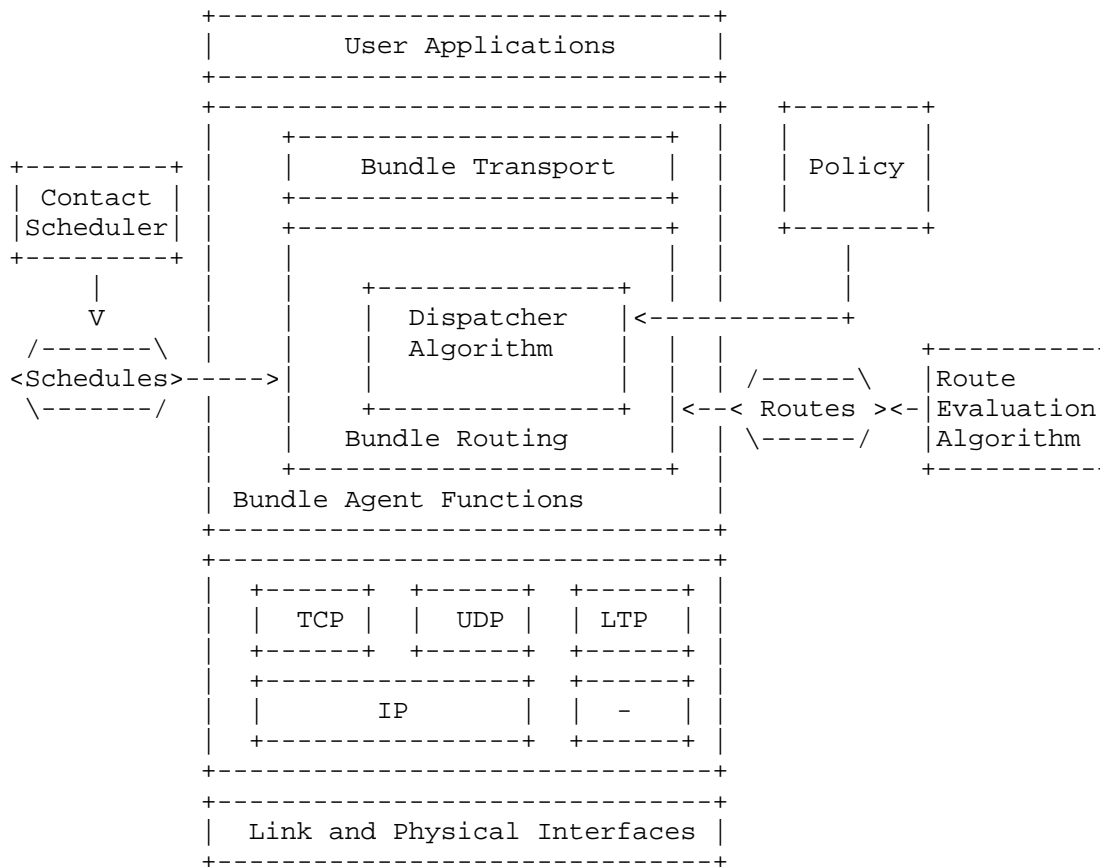 User Applications
Bundle Transport
Policy
Contact
Scheduler
V
Dispatcher
Algorithm
Schedules
Routes
Route
Evaluation
Algorithm
Bundle Routing
Bundle Agent Functions
TCP UDP LTP
IP -
Link and Physical Interfaces